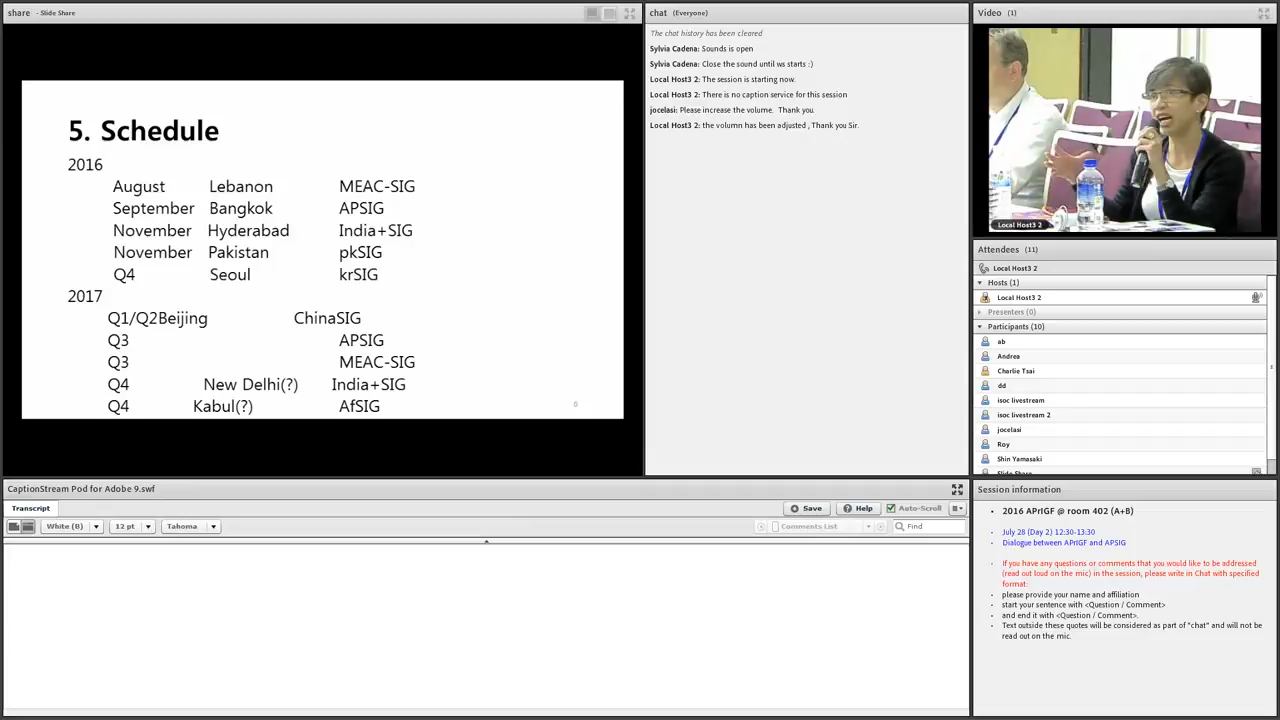 share - Slide Share
5. Schedule
2016
August Lebanon MEAC-SIG
September Bangkok APSIG
November Hyderabad India+SIG
November Pakistan pkSIG
Q4 Seoul krSIG
2017
Q1/Q2Beijing ChinaSIG
Q3 APSIG
Q3 MEAC-SIG
Q4 New Delhi(?) India+SIG
Q4 Kabul(?) AfSIG
6
chat (Everyone)
The chat history has been cleared
Sylvia Cadena: Sounds is open
Sylvia Cadena: Close the sound until ws starts :)
Local Host3 2: The session is starting now.
Local Host3 2: There is no caption service for this session
jocelasi: Please increase the volume. Thank you.
Local Host3 2: the volumn has been adjusted , Thank you Sir.
Video (1)
Local Host3 2
Attendees (11)
Local Host3 2
Hosts (1)
Local Host3 2
Presenters (0)
Participants (10)
ab
Andrea
Charlie Tsai
dd
isoc livestream
isoc livestream 2
jocelasi
Roy
Shin Yamasaki
Slide Share
CaptionStream Pod for Adobe 9.swf
Transcript
Save
Help
Auto-Scroll
White (B)
12 pt
Tahoma
Comments List
Find
Session information
• 2016 APrIGF @ room 402 (A+B)
• July 28 (Day 2) 12:30-13:30
• Dialogue between APrIGF and APSIG
• If you have any questions or comments that you would like to be addressed
(read out loud on the mic) in the session, please write in Chat with specified
format:
• please provide your name and affiliation
• start your sentence with <Question / Comment>
• and end it with <Question / Comment>.
• Text outside these quotes will be considered as part of "chat" and will not be
read out on the mic.